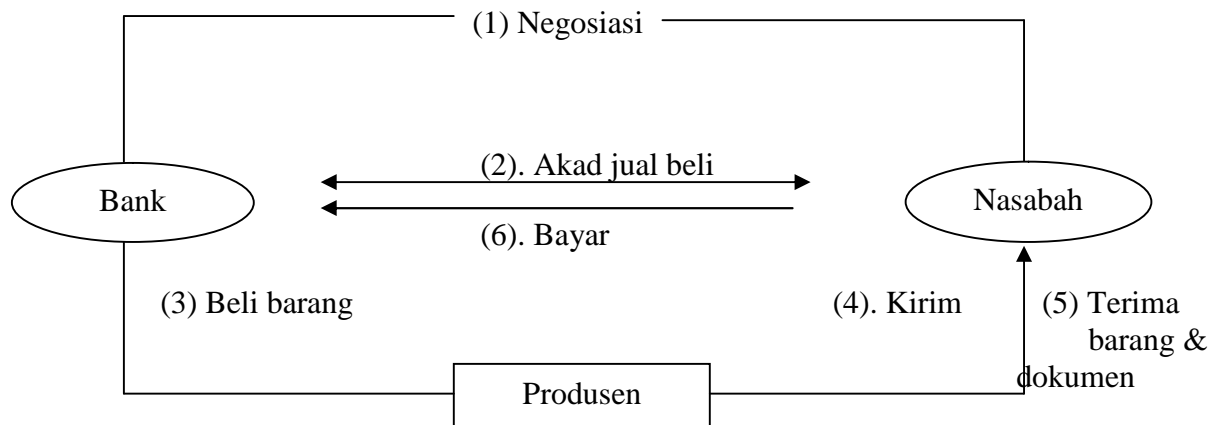 (1) Negosiasi
(2). Akad jual beli
Bank
Nasabah
(6). Bayar
(3) Beli barang
(4). Kirim
(5) Terima
barang &
dokumen
Produsen